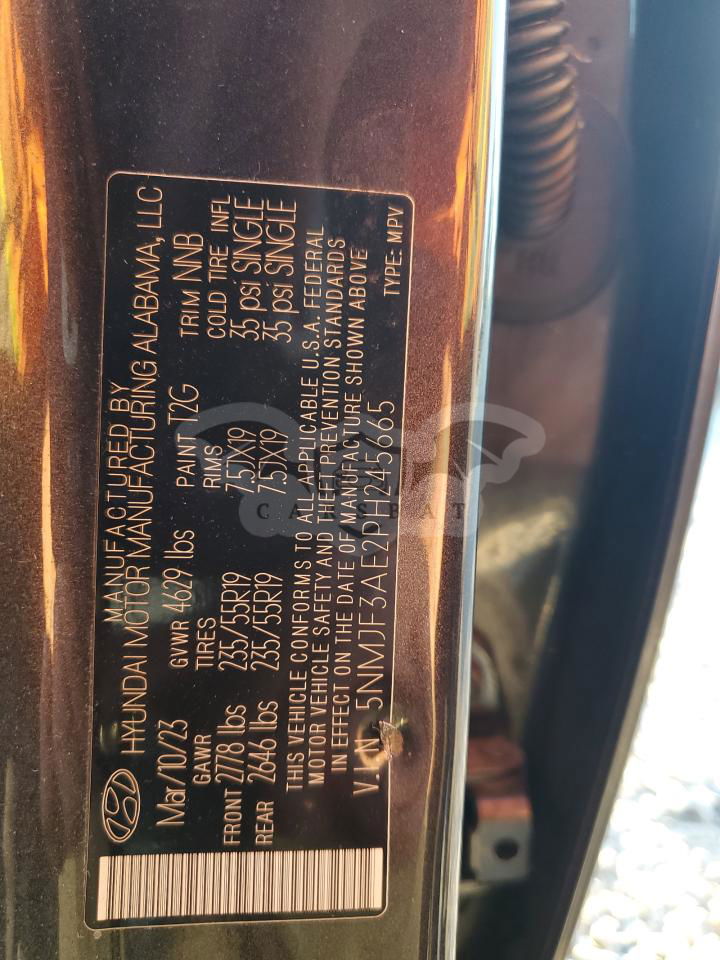 MANUFACTURED BY
HYUNDAI MOTOR MANUFACTURING ALABAMA, LLC
Mar/10/23 GVWR 4629 lbs PAINT T2G TRIM NNB
GAWR TIRES RIMS COLD TIRE INFL
FRONT 2778 lbs 235/55R19 7.5JX19 35 psi SINGLE
REAR 2646 lbs 235/55R19 7.5JX19 35 psi SINGLE
THIS VEHICLE CONFORMS TO ALL APPLICABLE U.S.A. FEDERAL
MOTOR VEHICLE SAFETY AND THEFT PREVENTION STANDARDS
IN EFFECT ON THE DATE OF MANUFACTURE SHOWN ABOVE
V.I.N 5NMJF3AE2PH245665 TYPE: MPV
CARSBAT